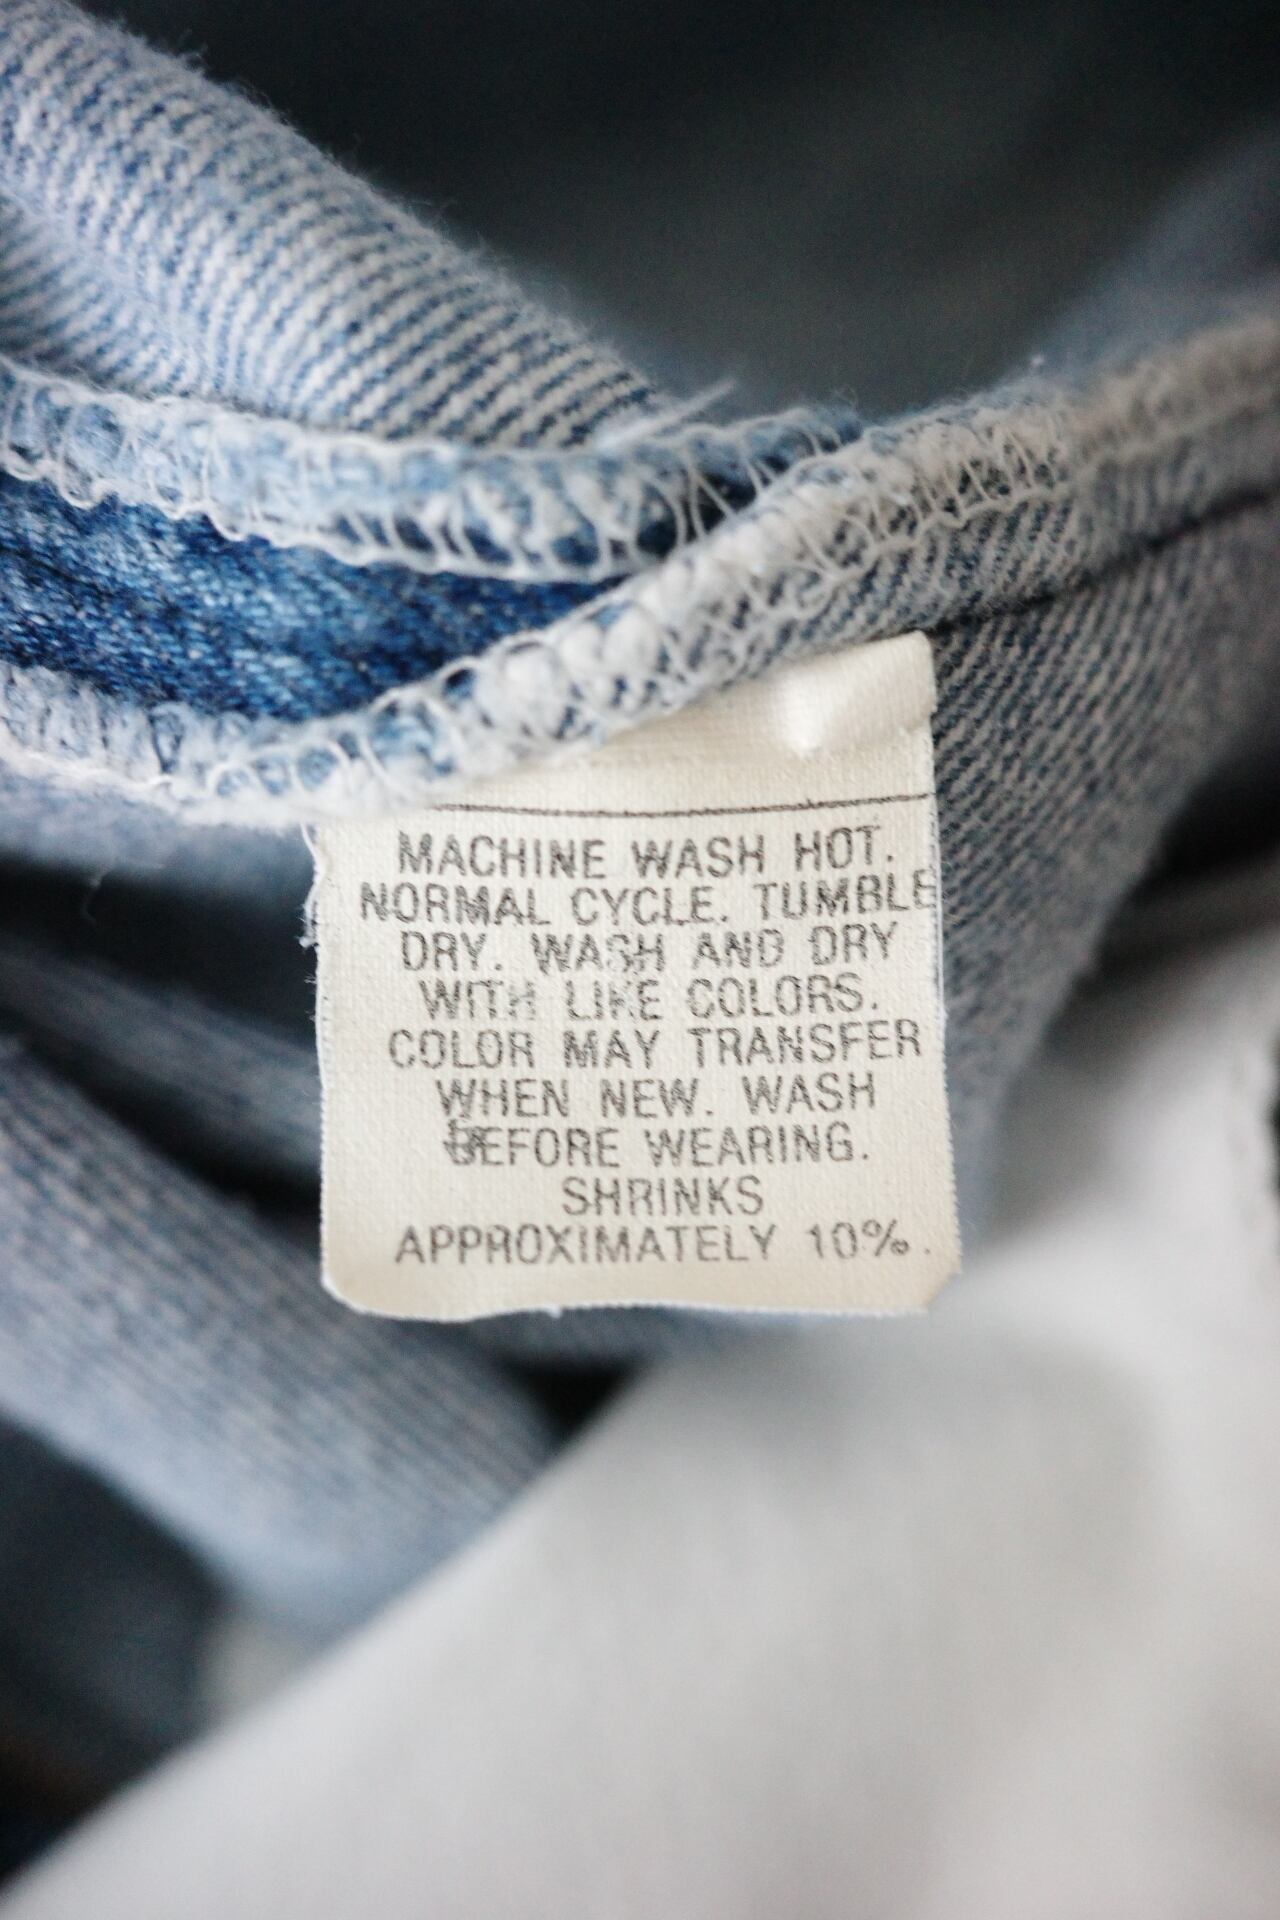 MACHINE WASH HOT.
NORMAL CYCLE. TUMBLE
DRY. WASH AND DRY
WITH LIKE COLORS.
COLOR MAY TRANSFER
WHEN NEW. WASH
BEFORE WEARING.
SHRINKS
APPROXIMATELY 10%.